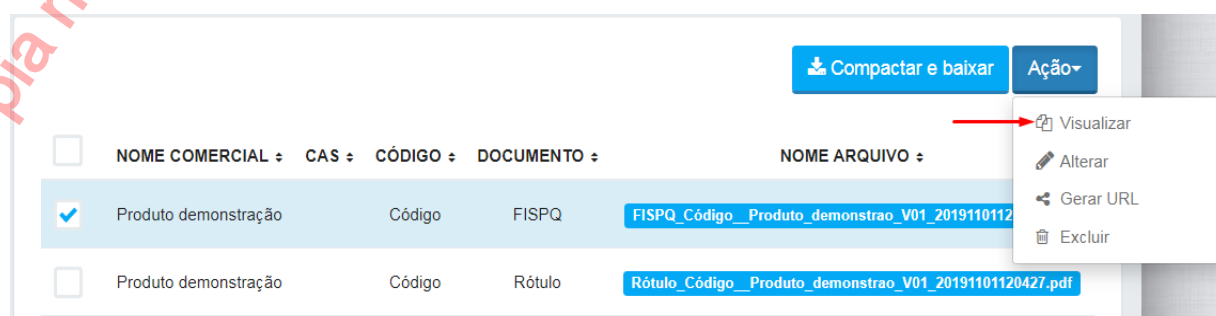 Compactar e baixar Ação
Visualizar
Alterar
Gerar URL
Excluir
NOME COMERCIAL CAS CÓDIGO DOCUMENTO NOME ARQUIVO
Produto demonstração Código FISPQ FISPQ_Código__Produto_demonstrao_V01_2019110112
Produto demonstração Código Rótulo Rótulo_Código__Produto_demonstrao_V01_20191101120427.pdf